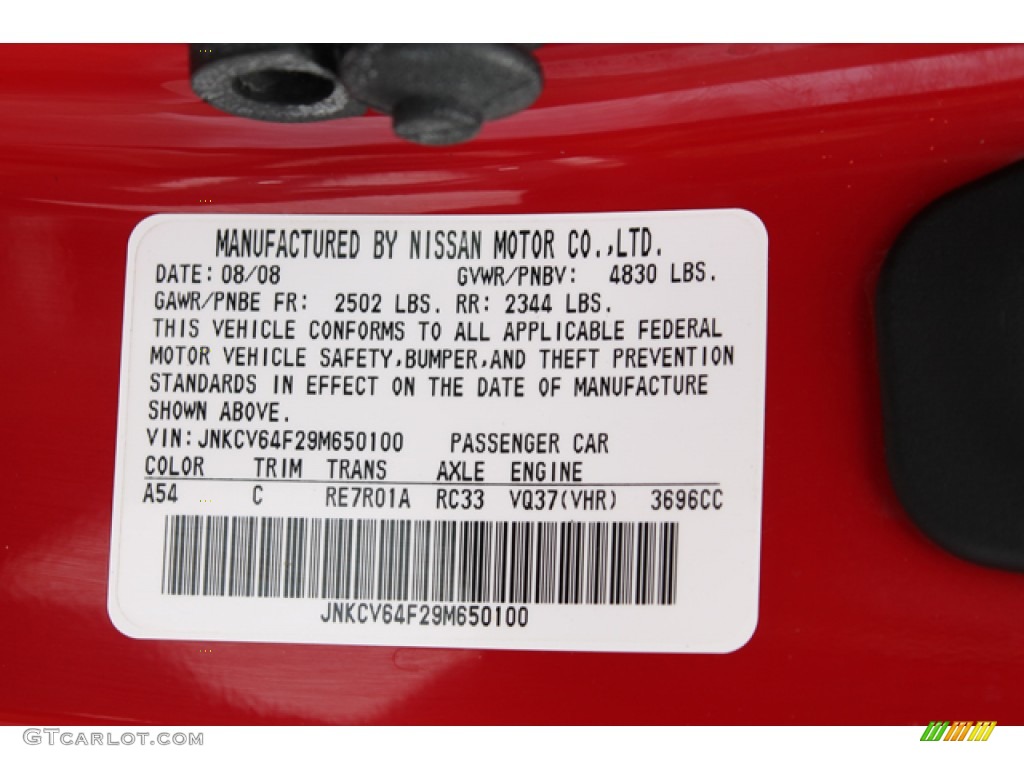 MANUFACTURED BY NISSAN MOTOR CO.,LTD.
DATE: 08/08 GVWR/PNBV: 4830 LBS.
GAWR/PNBE FR: 2502 LBS. RR: 2344 LBS.
THIS VEHICLE CONFORMS TO ALL APPLICABLE FEDERAL
MOTOR VEHICLE SAFETY,BUMPER,AND THEFT PREVENTION
STANDARDS IN EFFECT ON THE DATE OF MANUFACTURE
SHOWN ABOVE.
VIN:JNKCV64F29M650100 PASSENGER CAR
COLOR TRIM TRANS AXLE ENGINE
A54 C RE7R01A RC33 VQ37(VHR) 3696CC
JNKCV64F29M650100
GTCARLOT.COM